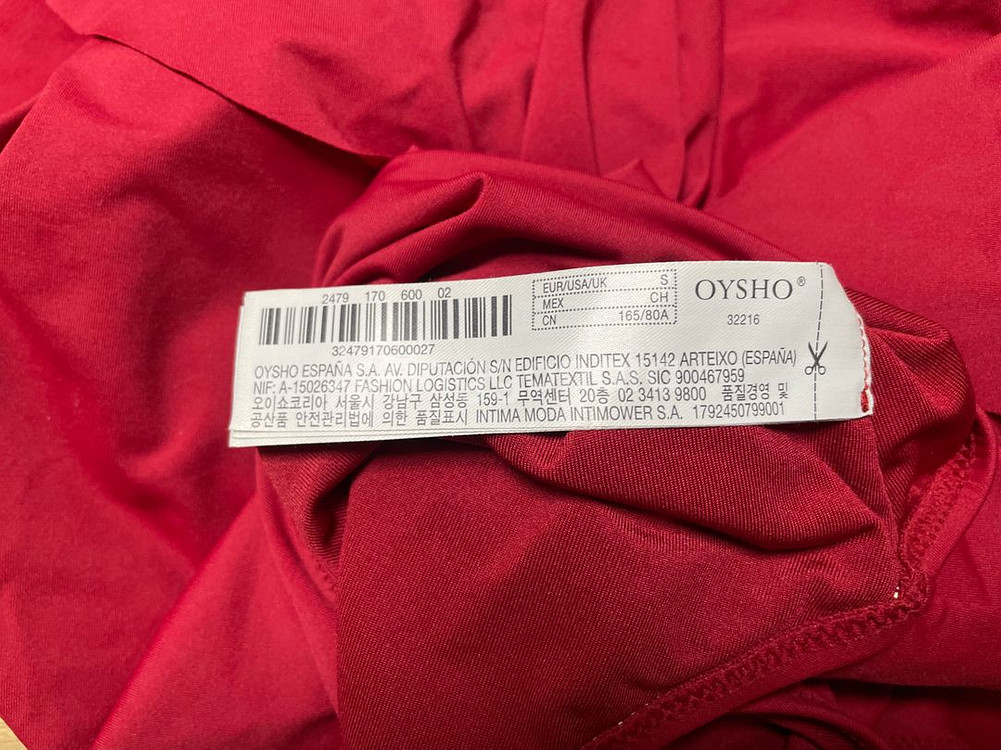 2479 170 600 02
32479170600027
EUR/USA/UK S
MEX CH
CN 165/80A
OYSHO®
32216
OYSHO ESPAÑA S.A. AV. DIPUTACIÓN S/N EDIFICIO INDITEX 15142 ARTEIXO (ESPAÑA)
NIF: A-15026347 FASHION LOGISTICS LLC TEMATEXTIL S.A.S. SIC 900467959
오이쇼코리아 서울시 강남구 삼성동 159-1 무역센터 20층 02 3413 9800 품질경영 및
공산품 안전관리법에 의한 품질표시 INTIMA MODA INTIMOWER S.A. 1792450799001